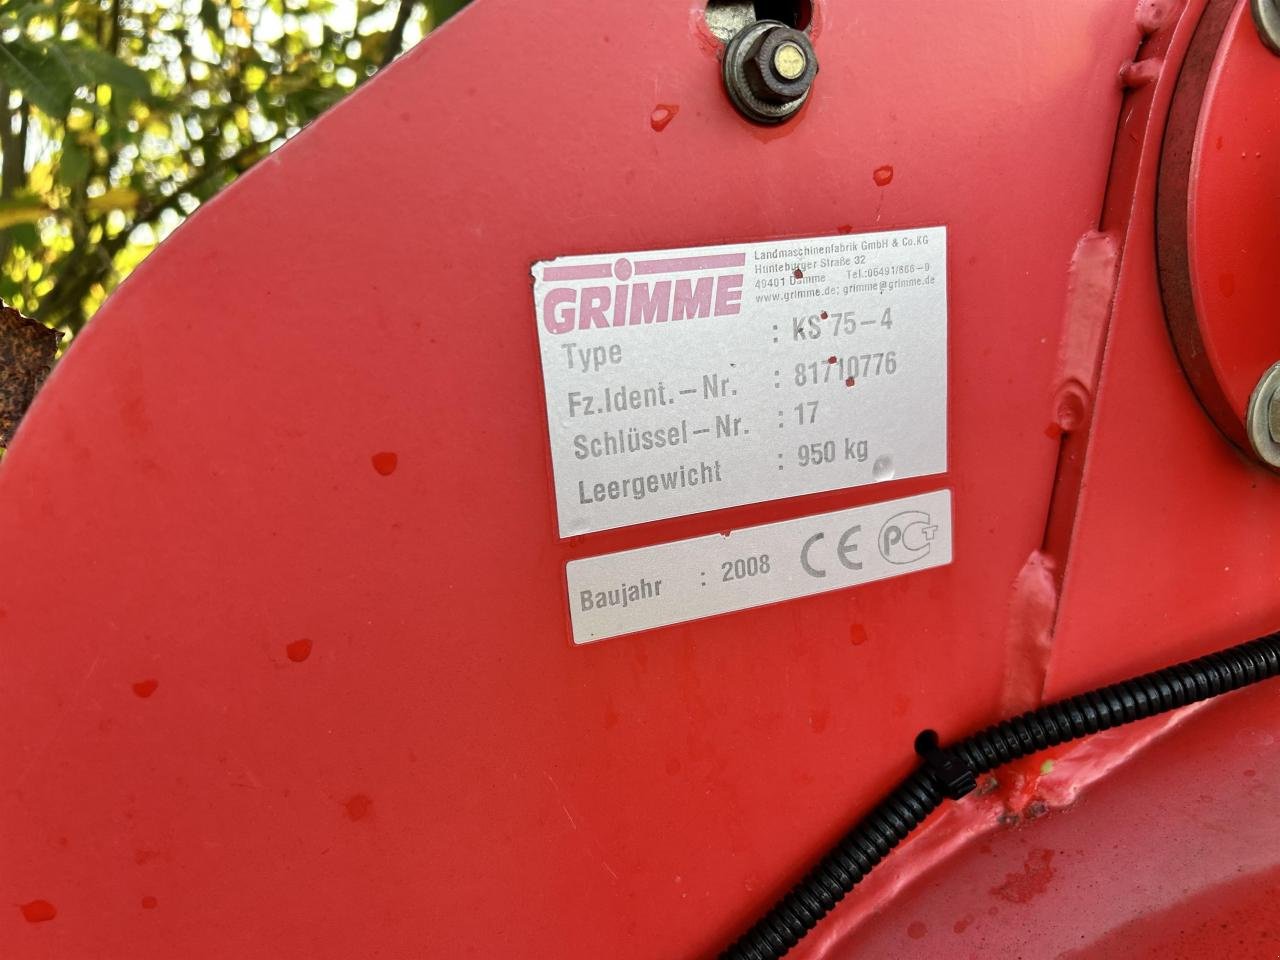 GRIMME
Landmaschinenfabrik GmbH & Co.KG
Hunteburger Straße 32
49401 Damme Tel.:05491/666-0
www.grimme.de; grimme@grimme.de
Type : KS 75-4
Fz.Ident.-Nr. : 81710776
Schlüssel-Nr. : 17
Leergewicht : 950 kg
Baujahr : 2008 CE PCT